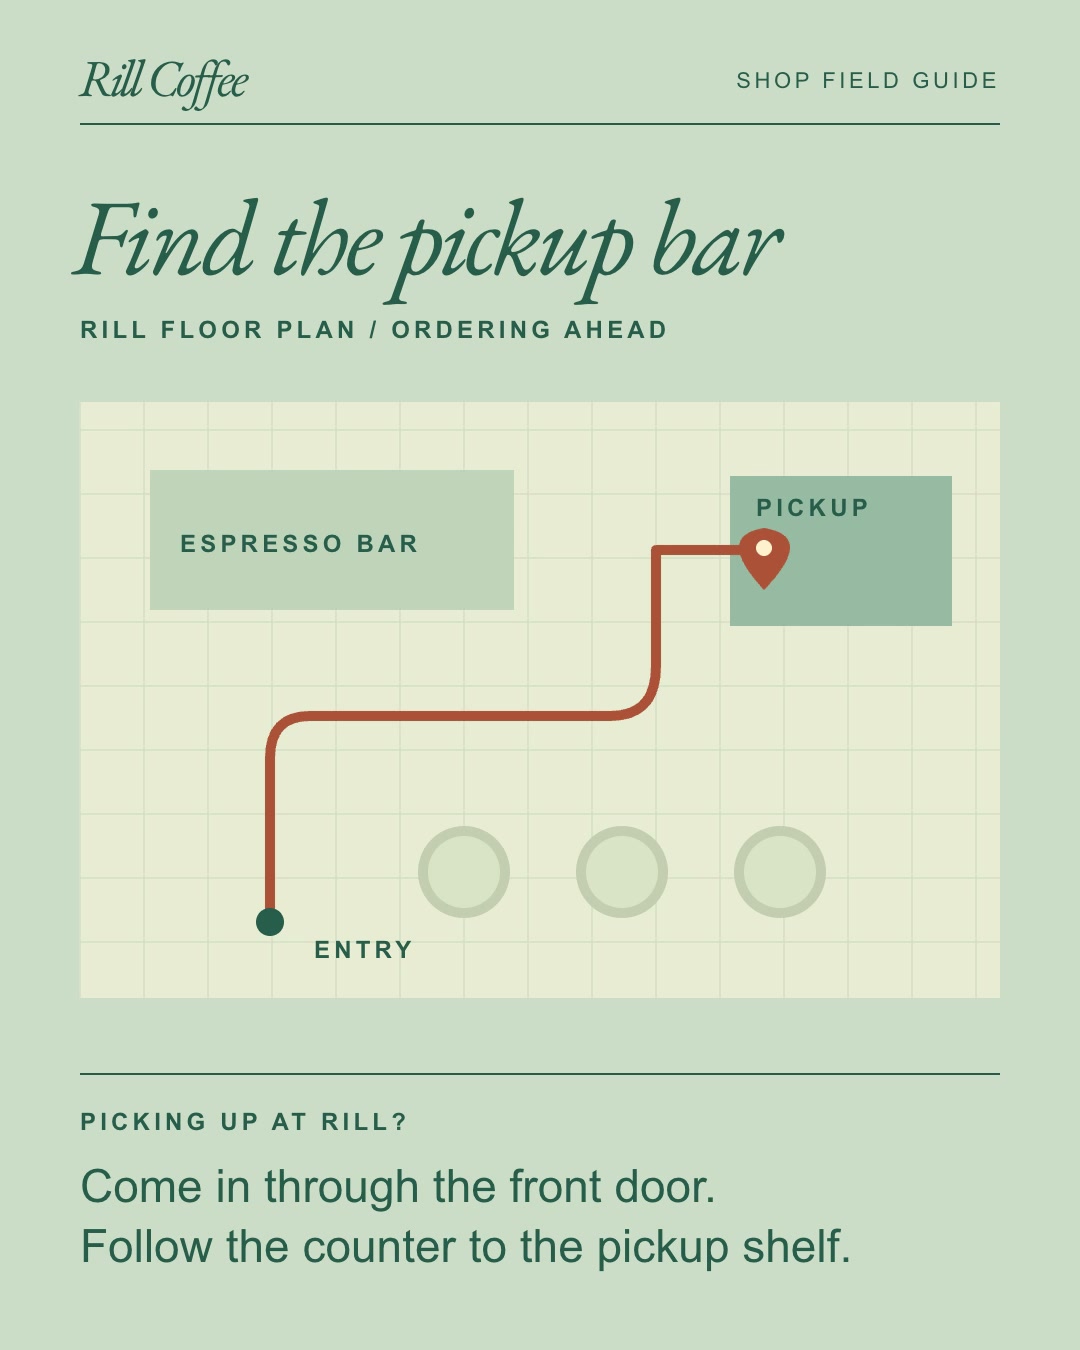 Rill Coffee
SHOP FIELD GUIDE
Find the pickup bar
RILL FLOOR PLAN / ORDERING AHEAD
ESPRESSO BAR
PICKUP
ENTRY
PICKING UP AT RILL?
Come in through the front door.
Follow the counter to the pickup shelf.